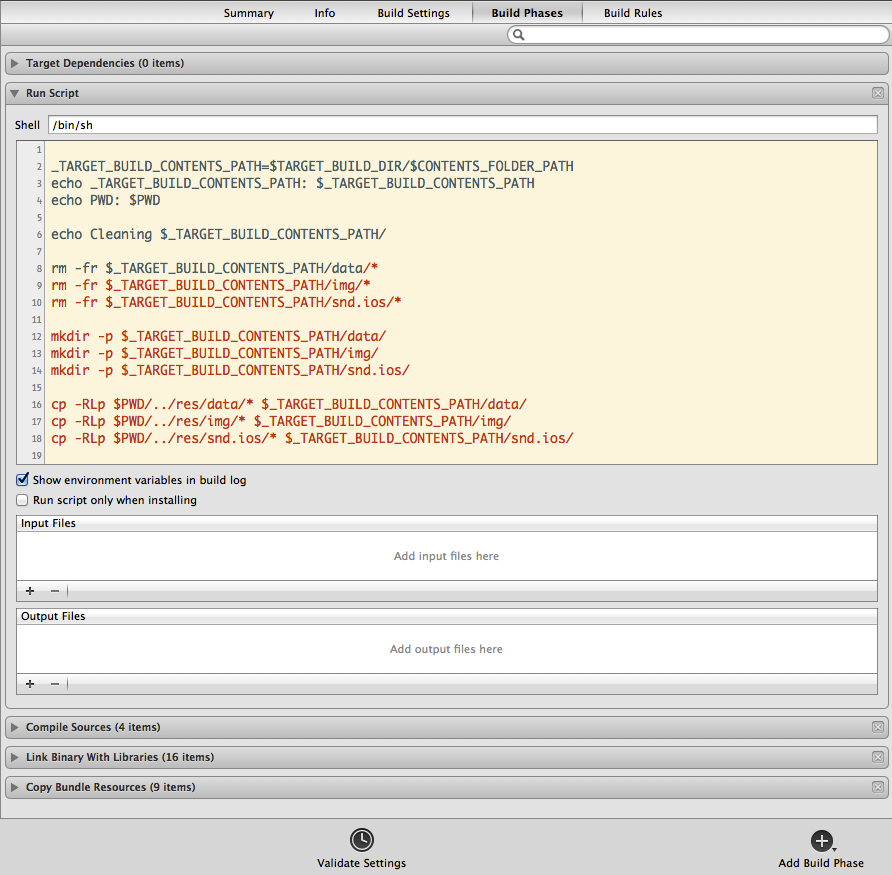 Summary Info Build Settings Build Phases Build Rules
Target Dependencies (0 items)
Run Script
Shell /bin/sh
1
2 _TARGET_BUILD_CONTENTS_PATH=$TARGET_BUILD_DIR/$CONTENTS_FOLDER_PATH
3 echo _TARGET_BUILD_CONTENTS_PATH: $_TARGET_BUILD_CONTENTS_PATH
4 echo PWD: $PWD
5
6 echo Cleaning $_TARGET_BUILD_CONTENTS_PATH/
7
8 rm -fr $_TARGET_BUILD_CONTENTS_PATH/data/*
9 rm -fr $_TARGET_BUILD_CONTENTS_PATH/img/*
10 rm -fr $_TARGET_BUILD_CONTENTS_PATH/snd.ios/*
11
12 mkdir -p $_TARGET_BUILD_CONTENTS_PATH/data/
13 mkdir -p $_TARGET_BUILD_CONTENTS_PATH/img/
14 mkdir -p $_TARGET_BUILD_CONTENTS_PATH/snd.ios/
15
16 cp -RLp $PWD/../res/data/* $_TARGET_BUILD_CONTENTS_PATH/data/
17 cp -RLp $PWD/../res/img/* $_TARGET_BUILD_CONTENTS_PATH/img/
18 cp -RLp $PWD/../res/snd.ios/* $_TARGET_BUILD_CONTENTS_PATH/snd.ios/
19
Show environment variables in build log
Run script only when installing
Input Files
Add input files here
+ −
Output Files
Add output files here
+ −
Compile Sources (4 items)
Link Binary With Libraries (16 items)
Copy Bundle Resources (9 items)
Validate Settings Add Build Phase